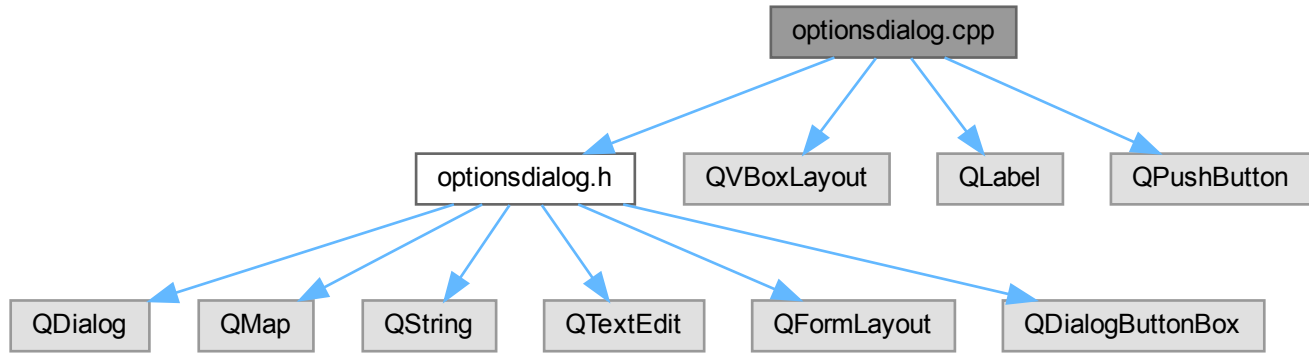 optionsdialog.cpp
optionsdialog.h
QVBoxLayout
QLabel
QPushButton
QDialog
QMap
QString
QTextEdit
QFormLayout
QDialogButtonBox